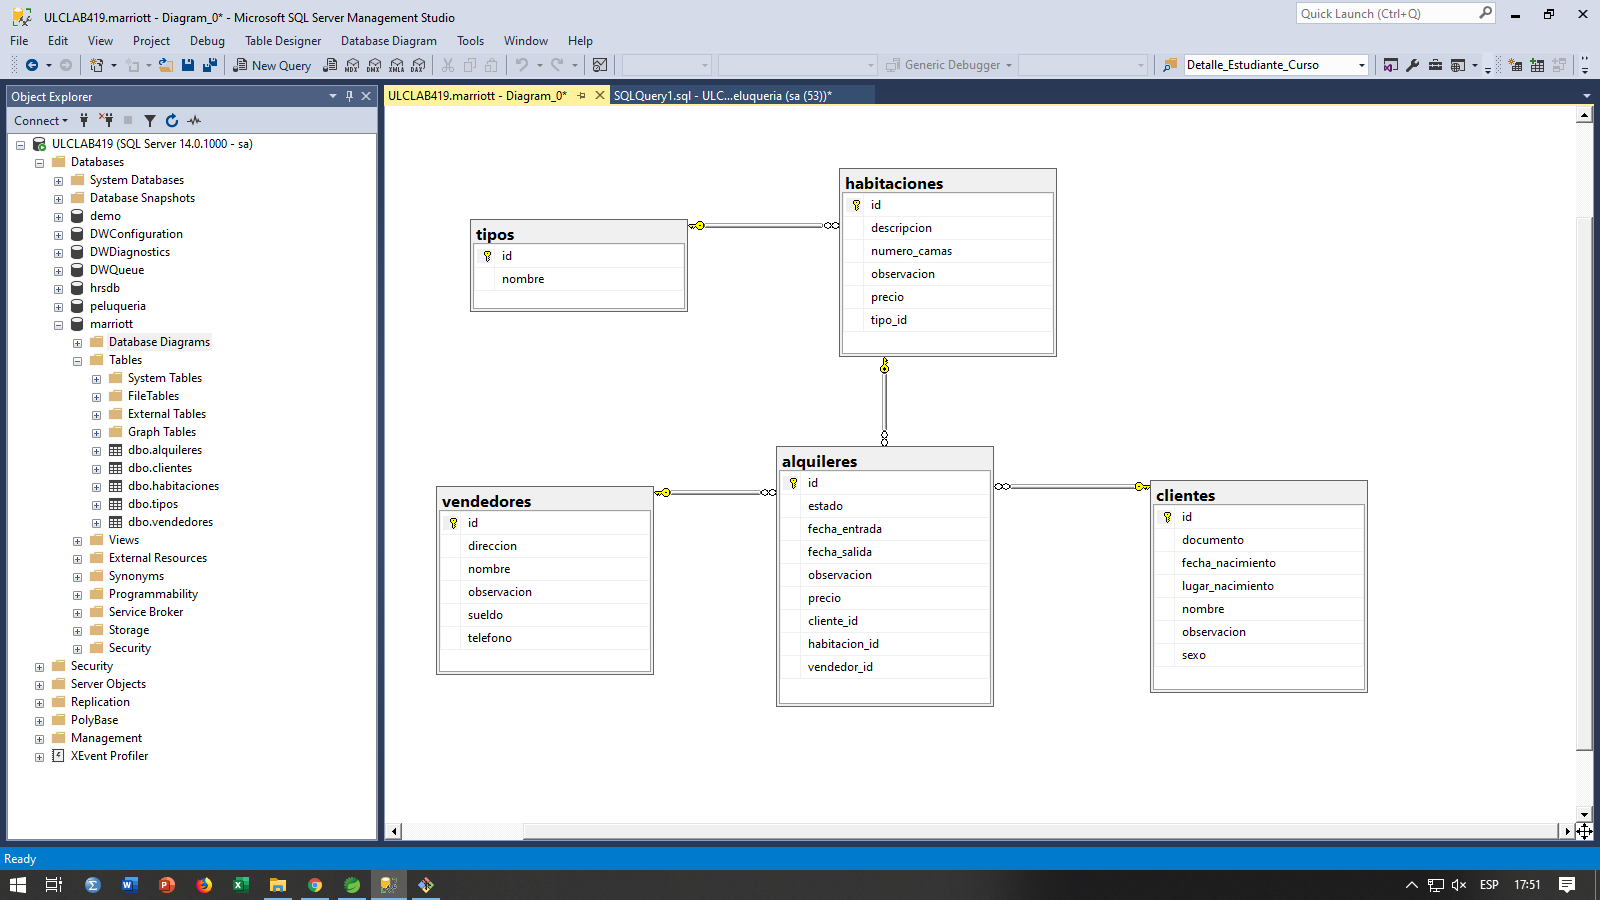 ULCLAB419.marriott - Diagram_0* - Microsoft SQL Server Management Studio
Quick Launch (Ctrl+Q)
File Edit View Project Debug Table Designer Database Diagram Tools Window Help
New Query MDX DMX XMLA DAX Generic Debugger Detalle_Estudiante_Curso
Object Explorer
ULCLAB419.marriott - Diagram_0* SQLQuery1.sql - ULC...eluqueria (sa (53))*
Connect
ULCLAB419 (SQL Server 14.0.1000 - sa)
Databases
System Databases
Database Snapshots
demo
DWConfiguration
DWDiagnostics
DWQueue
hrsdb
peluqueria
marriott
Database Diagrams
Tables
System Tables
FileTables
External Tables
Graph Tables
dbo.alquileres
dbo.clientes
dbo.habitaciones
dbo.tipos
dbo.vendedores
Views
External Resources
Synonyms
Programmability
Service Broker
Storage
Security
Security
Server Objects
Replication
PolyBase
Management
XEvent Profiler
tipos
id
nombre
habitaciones
id
descripcion
numero_camas
observacion
precio
tipo_id
vendedores
id
direccion
nombre
observacion
sueldo
telefono
alquileres
id
estado
fecha_entrada
fecha_salida
observacion
precio
cliente_id
habitacion_id
vendedor_id
clientes
id
documento
fecha_nacimiento
lugar_nacimiento
nombre
observacion
sexo
Ready
ESP 17:51